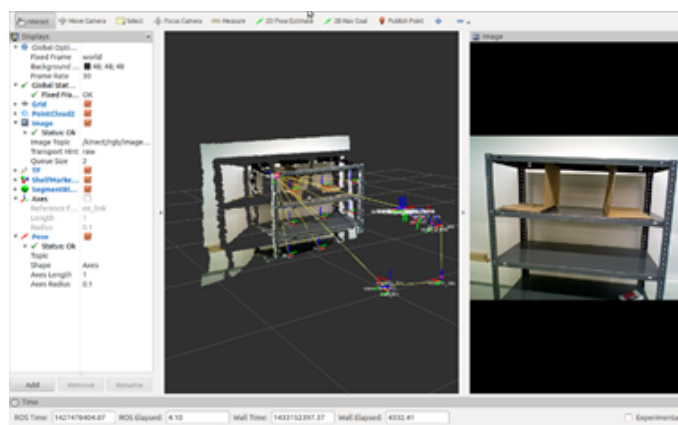 Interact Move Camera Select Focus Camera Measure 2D Pose Estimate 2D Nav Goal Publish Point
Displays
Global Opti...
Fixed Frame world
Background ... 48; 48; 48
Frame Rate 30
Global Stat...
Fixed Fra... OK
Grid
PointCloud2
Image
Status: Ok
Image Topic /kinect/rgb/image...
Transport Hint raw
Queue Size 2
TF
ShelfMarke...
SegmentBi...
Axes
Reference F... ee_link
Length 1
Radius 0.1
Pose
Status: Ok
Topic
Shape Axes
Axes Length 1
Axes Radius 0.1
Add Remove Rename
Image
Time
ROS Time: 1427478404.07 ROS Elapsed: 4.10 Wall Time: 1433152397.37 Wall Elapsed: 4332.41 Experimenta